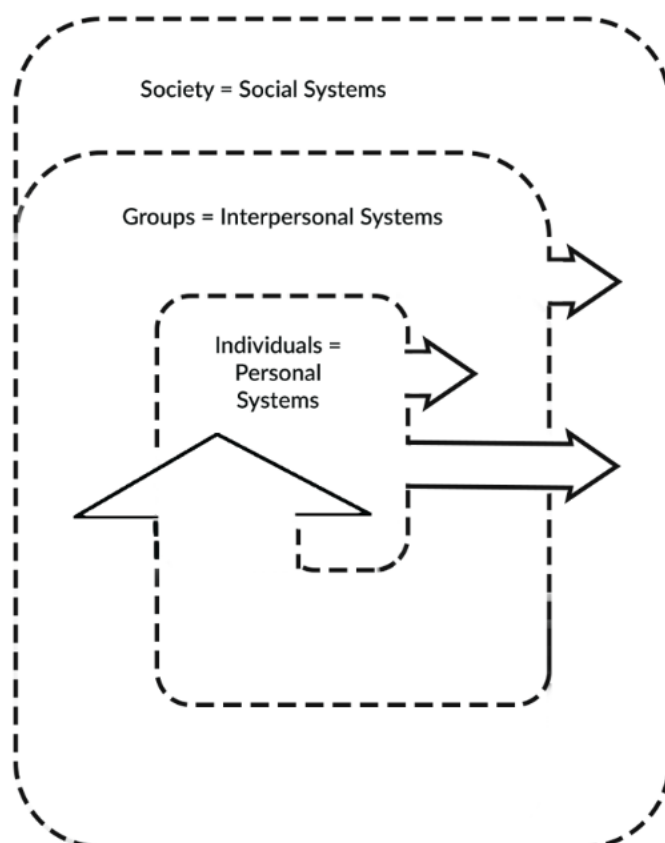 Society = Social Systems
Groups = Interpersonal Systems
Individuals =
Personal
Systems